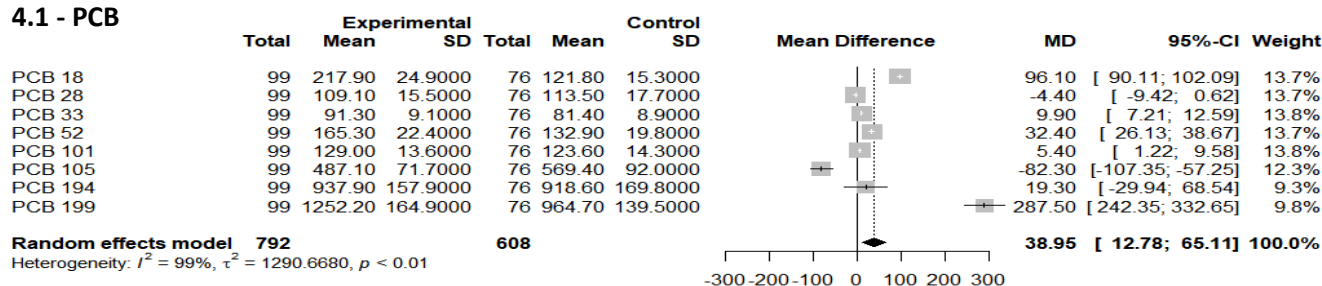 4.1 - PCB
Experimental Control
Total Mean SD Total Mean SD Mean Difference MD 95%-CI Weight
PCB 18 99 217.90 24.9000 76 121.80 15.3000 96.10 [ 90.11; 102.09] 13.7%
PCB 28 99 109.10 15.5000 76 113.50 17.7000 -4.40 [ -9.42; 0.62] 13.7%
PCB 33 99 91.30 9.1000 76 81.40 8.9000 9.90 [ 7.21; 12.59] 13.8%
PCB 52 99 165.30 22.4000 76 132.90 19.8000 32.40 [ 26.13; 38.67] 13.7%
PCB 101 99 129.00 13.6000 76 123.60 14.3000 5.40 [ 1.22; 9.58] 13.8%
PCB 105 99 487.10 71.7000 76 569.40 92.0000 -82.30 [-107.35; -57.25] 12.3%
PCB 194 99 937.90 157.9000 76 918.60 169.8000 19.30 [ -29.94; 68.54] 9.3%
PCB 199 99 1252.20 164.9000 76 964.70 139.5000 287.50 [ 242.35; 332.65] 9.8%
Random effects model 792 608 38.95 [ 12.78; 65.11] 100.0%
Heterogeneity: I² = 99%, τ² = 1290.6680, p < 0.01
-300 -200 -100 0 100 200 300